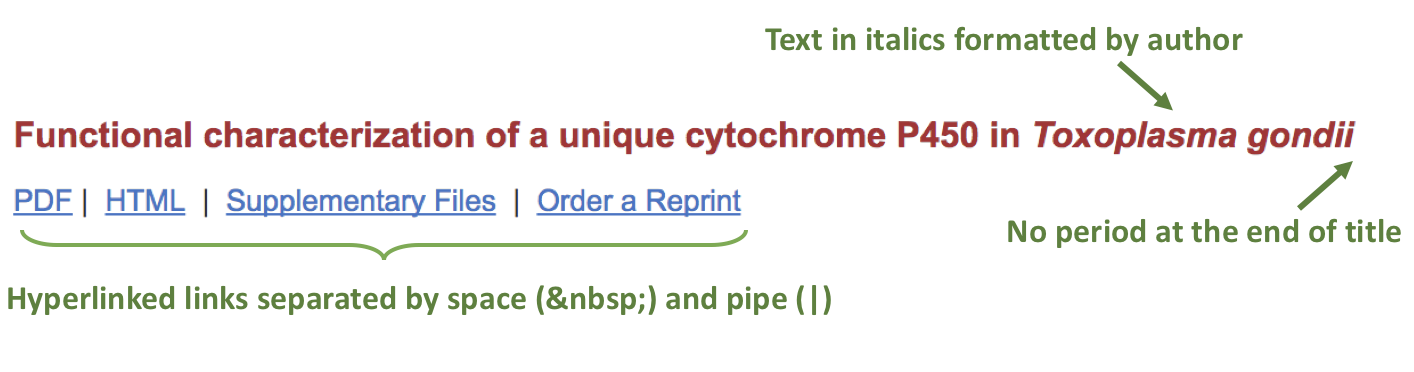 Text in italics formatted by author
Functional characterization of a unique cytochrome P450 in Toxoplasma gondii
PDF | HTML | Supplementary Files | Order a Reprint
No period at the end of title
Hyperlinked links separated by space (&nbsp;) and pipe (|)